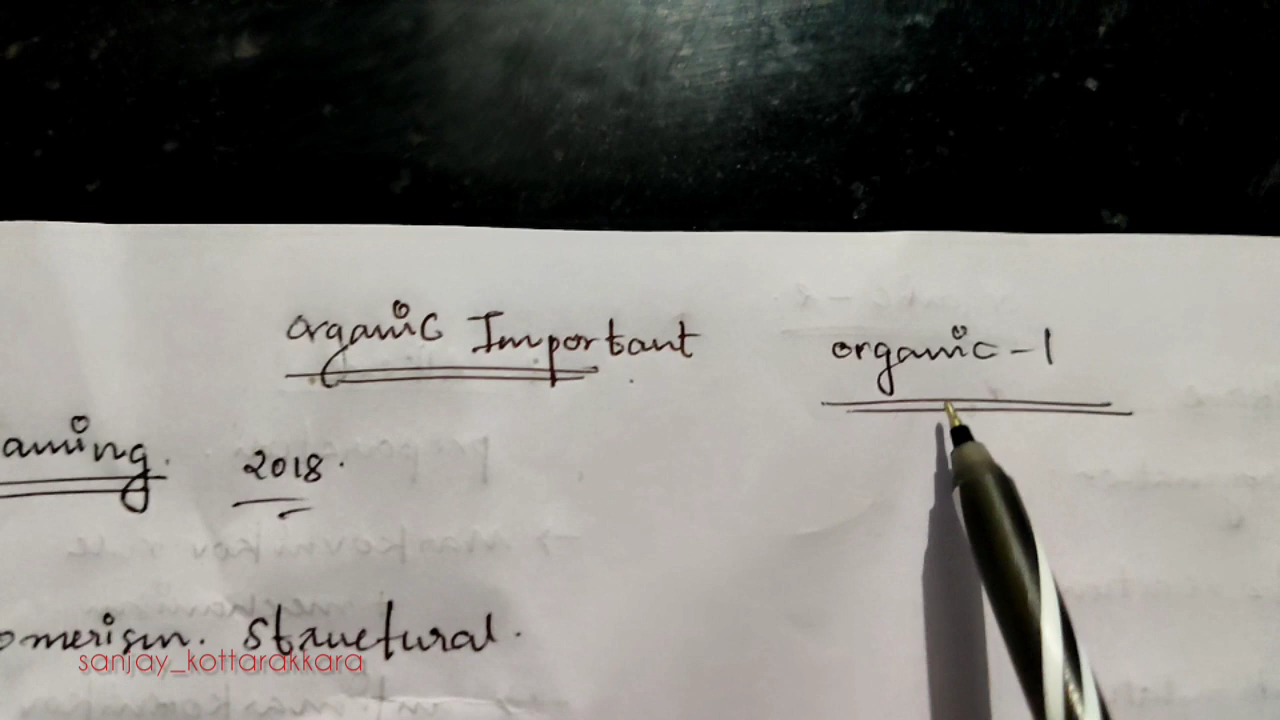 organic Important organic-1
aming. 2018.
omerism. Structural.
sanjay_kottarakkara